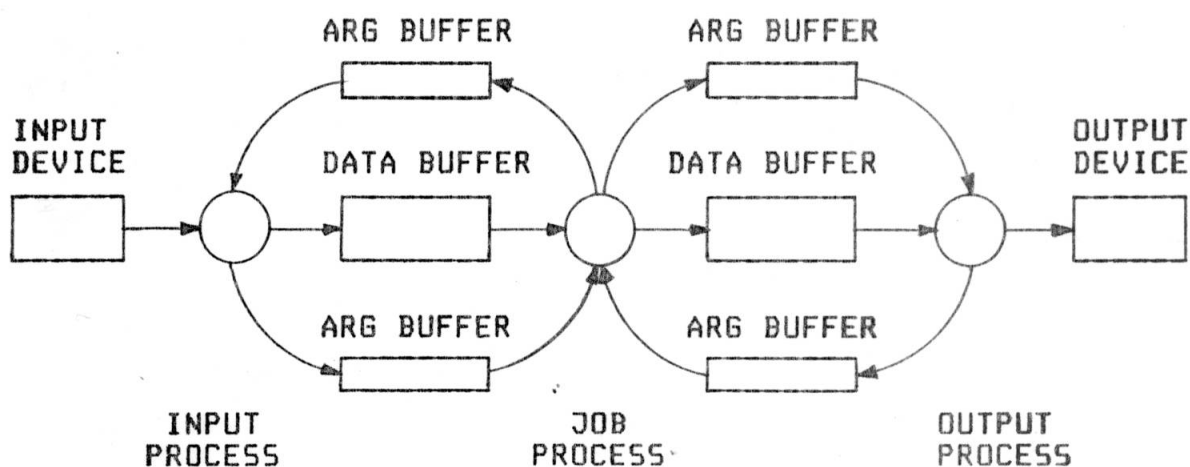 ARG BUFFER
ARG BUFFER
INPUT
DEVICE
OUTPUT
DEVICE
DATA BUFFER
DATA BUFFER
ARG BUFFER
ARG BUFFER
INPUT
PROCESS
JOB
PROCESS
OUTPUT
PROCESS